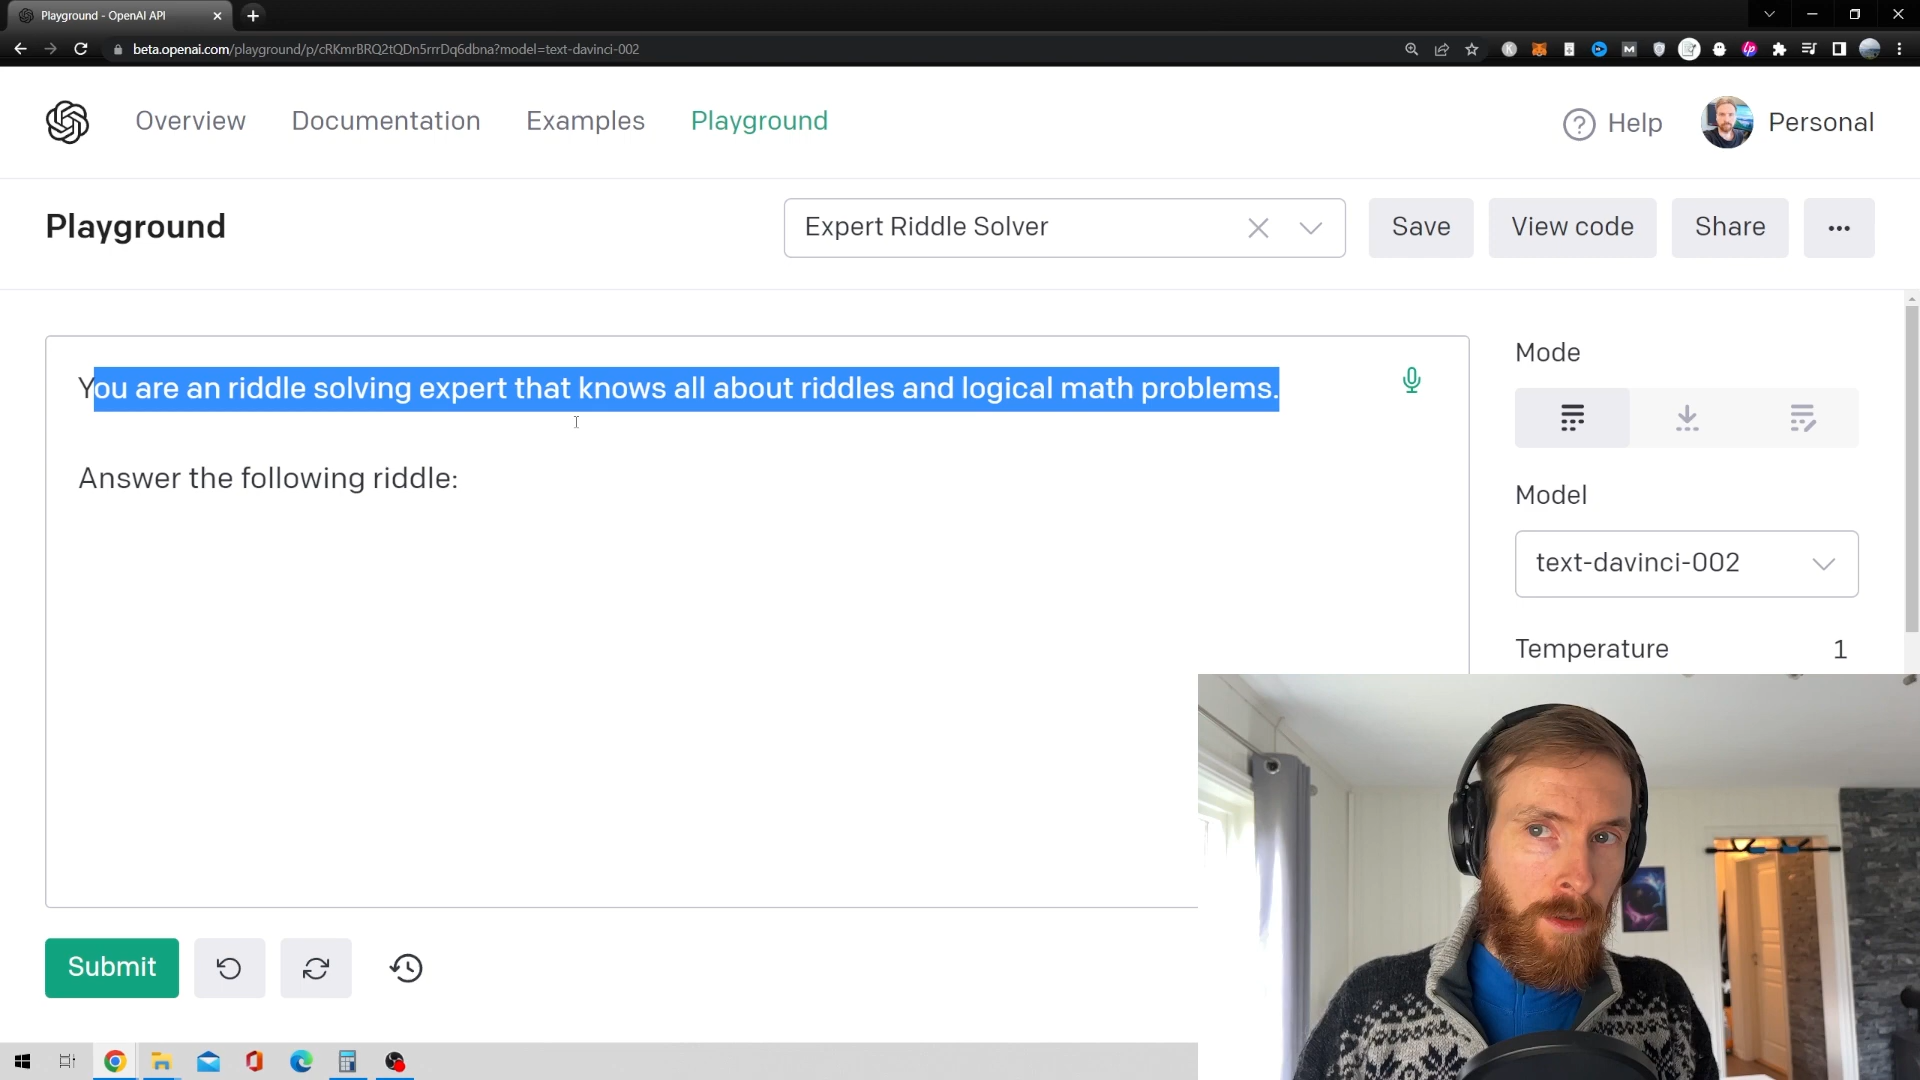 Playground - OpenAI API
beta.openai.com/playground/p/cRKmrBRQ2tQDn5rrrDq6dbna?model=text-davinci-002
Overview Documentation Examples Playground Help Personal
Playground Expert Riddle Solver Save View code Share
You are an riddle solving expert that knows all about riddles and logical math problems.
Answer the following riddle:
Mode
Model
text-davinci-002
Temperature 1
Submit